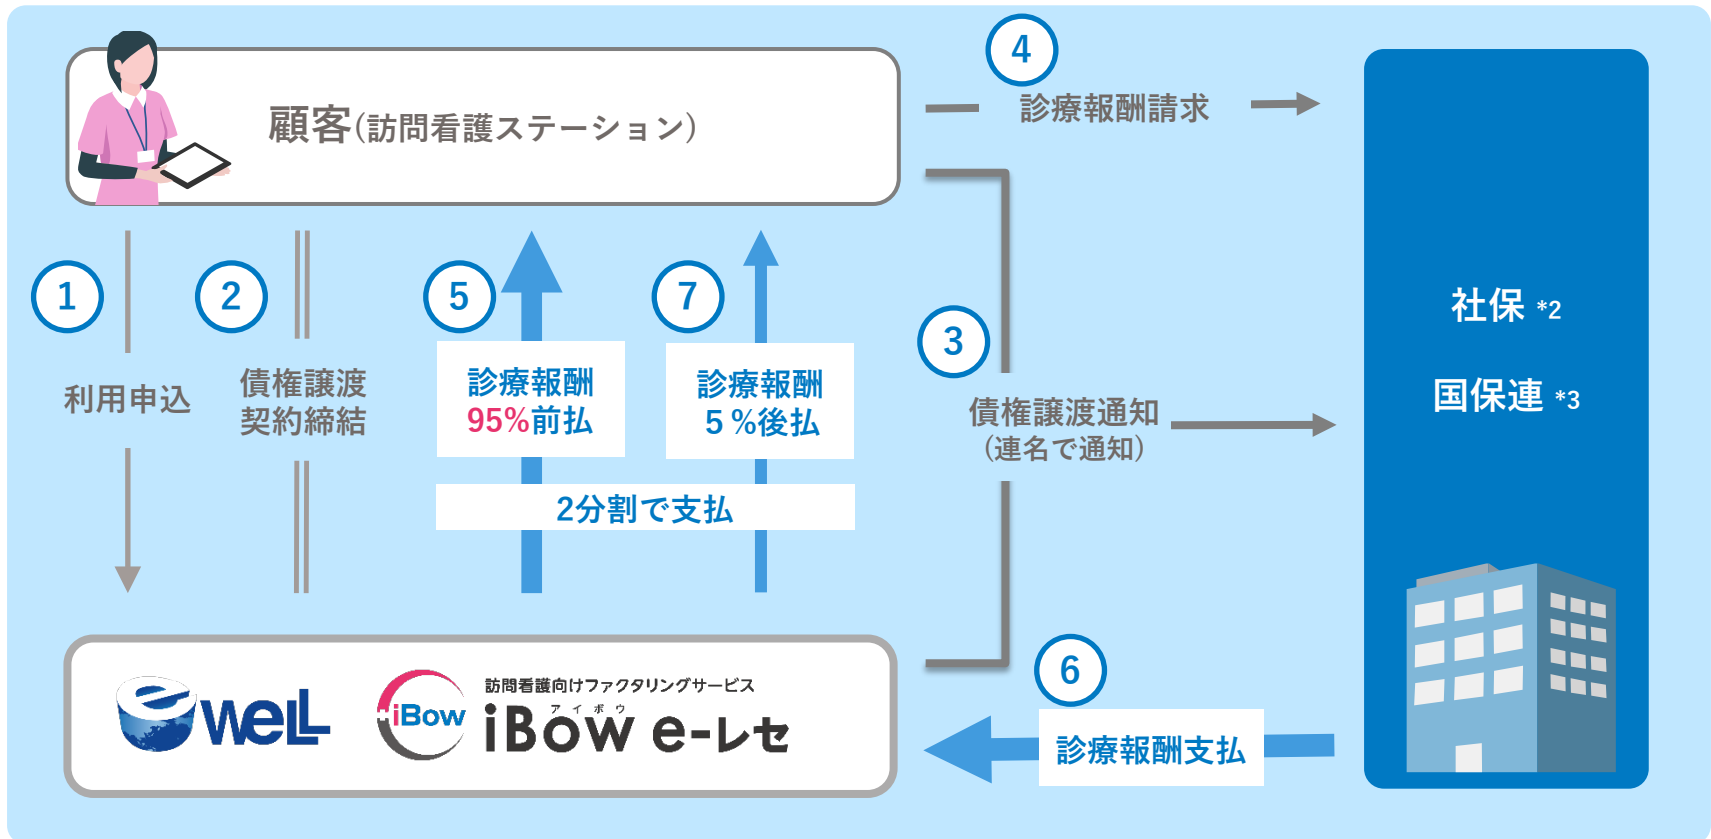 顧客(訪問看護ステーション)
4
診療報酬請求
1
利用申込
2
債権譲渡
契約締結
5
診療報酬
95%前払
7
診療報酬
5%後払
2分割で支払
3
債権譲渡通知
(連名で通知)
社保 *2
国保連 *3
6
診療報酬支払
eWeLL
iBow
訪問看護向けファクタリングサービス
アイボウ
iBow e-レセ